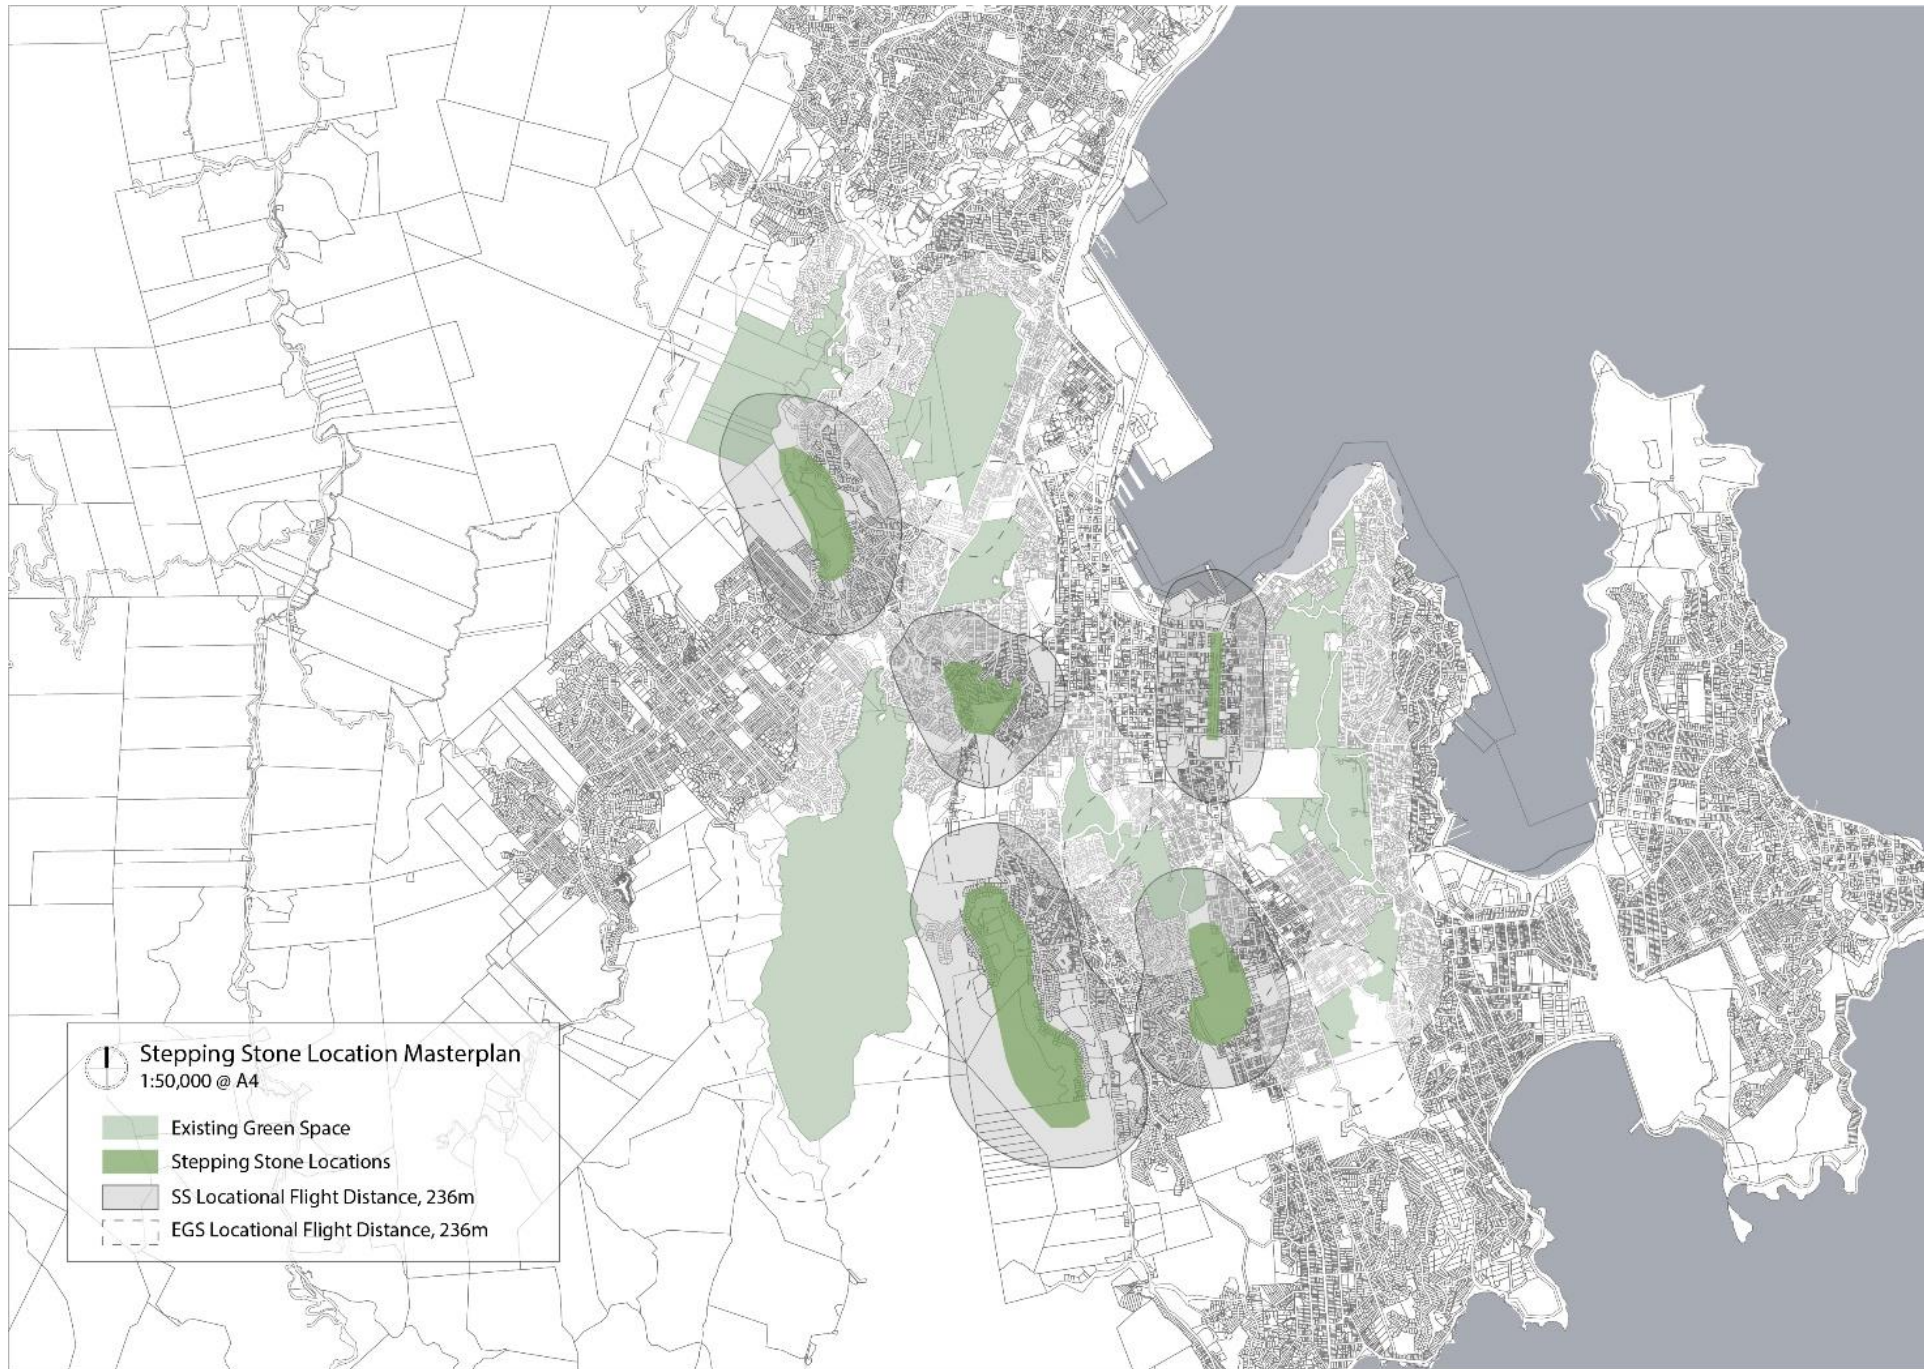 Stepping Stone Location Masterplan
1:50,000 @ A4
Existing Green Space
Stepping Stone Locations
SS Locational Flight Distance, 236m
EGS Locational Flight Distance, 236m